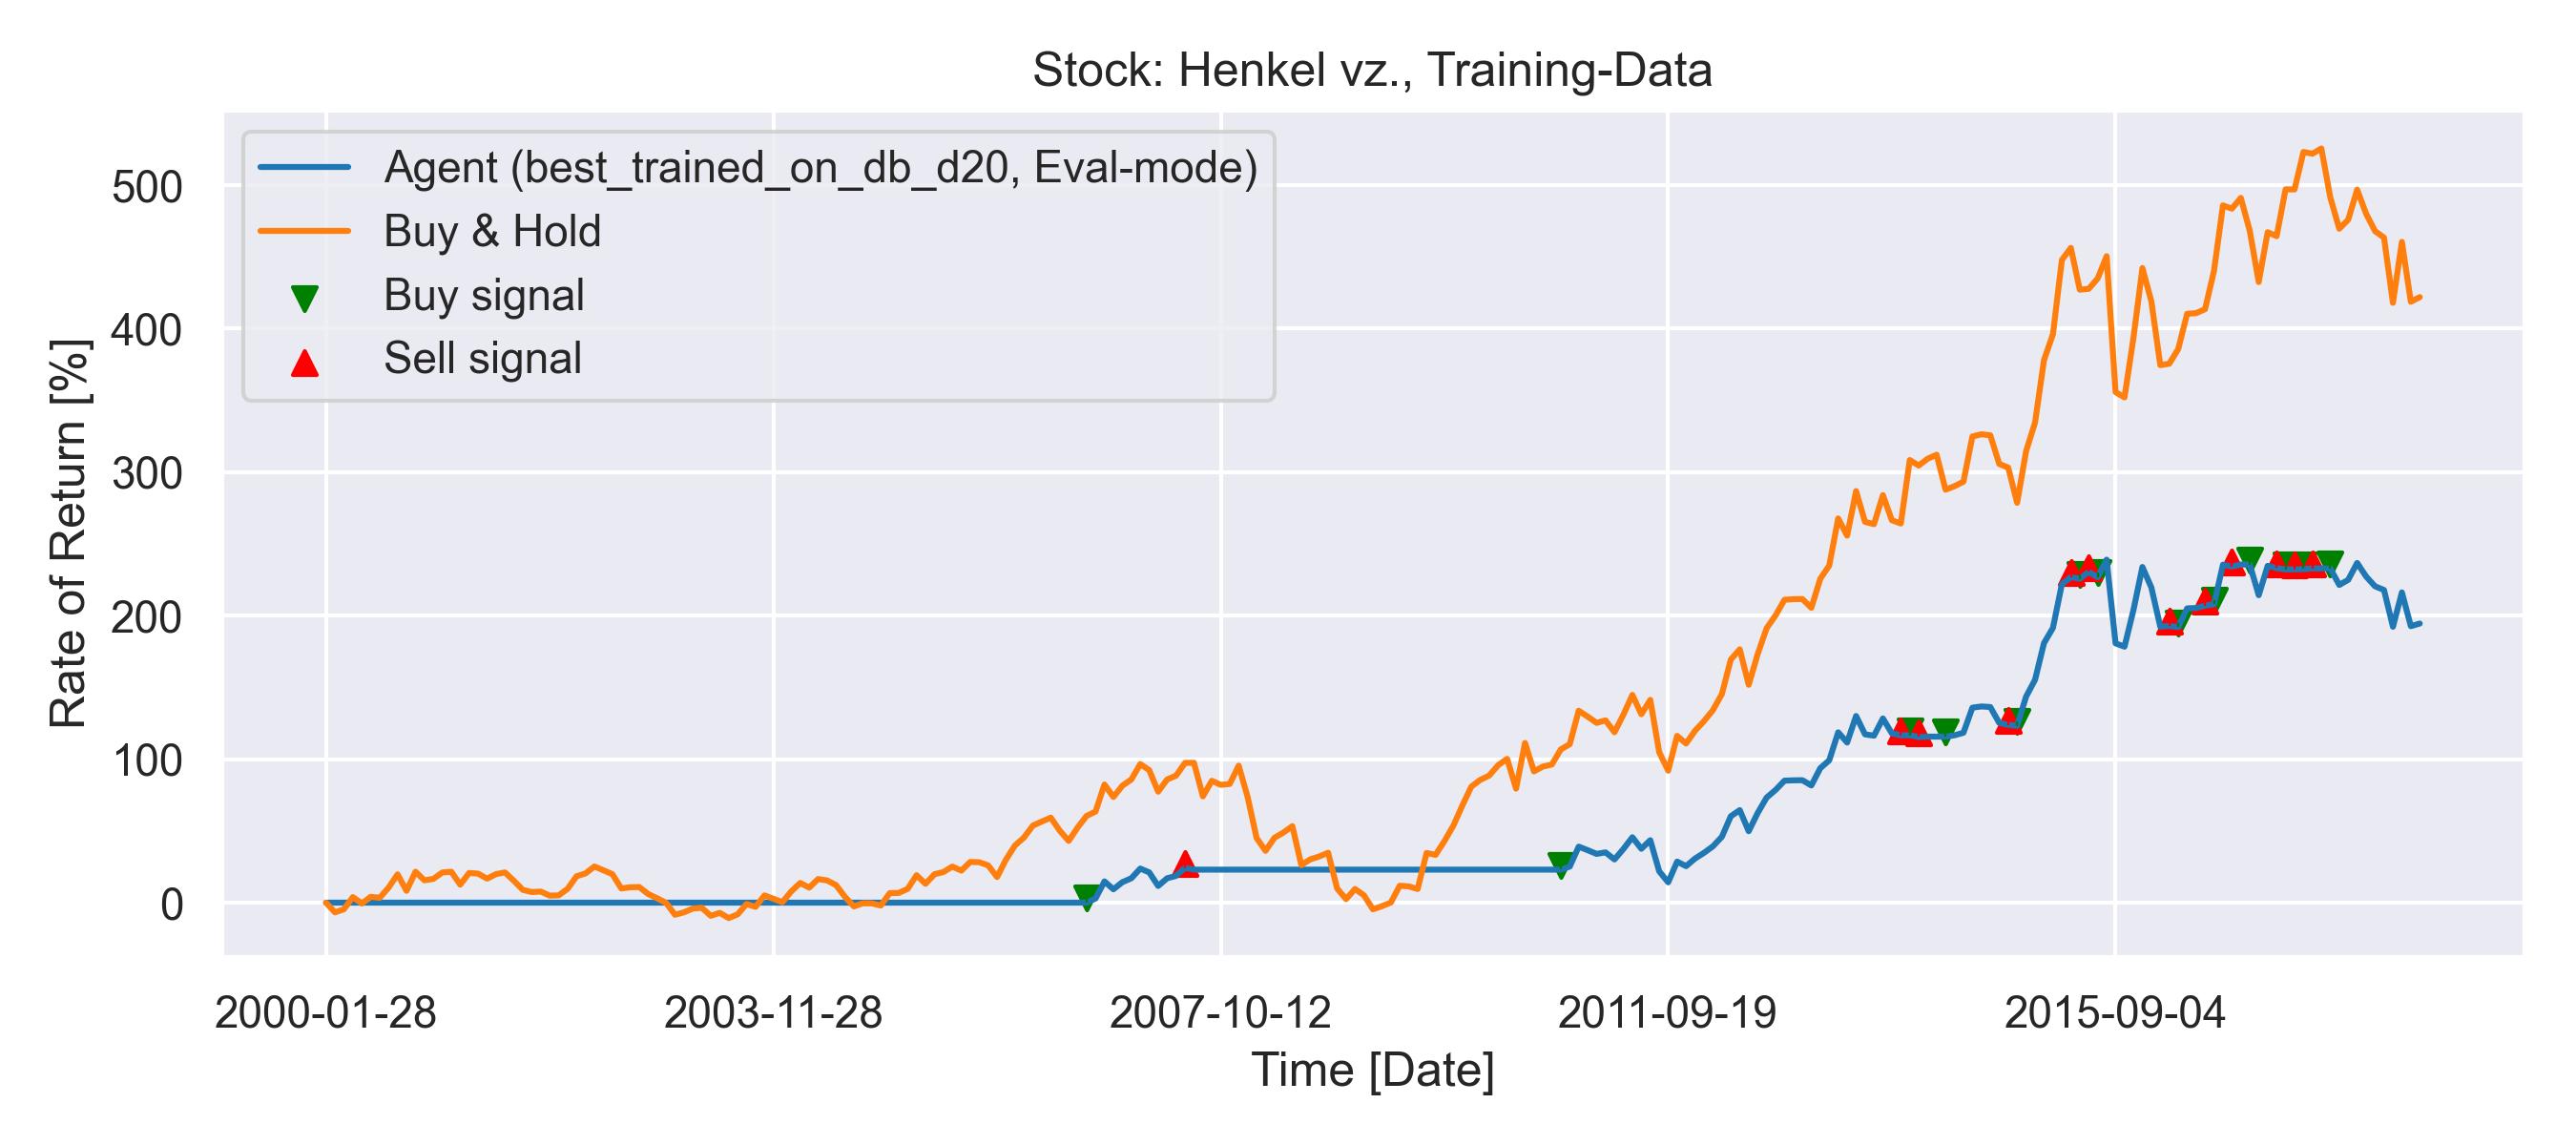 Stock: Henkel vz., Training-Data
Agent (best_trained_on_db_d20, Eval-mode)
Buy & Hold
Buy signal
Sell signal
Rate of Return [%]
500
400
300
200
100
0
2000-01-28
2003-11-28
2007-10-12
2011-09-19
2015-09-04
Time [Date]